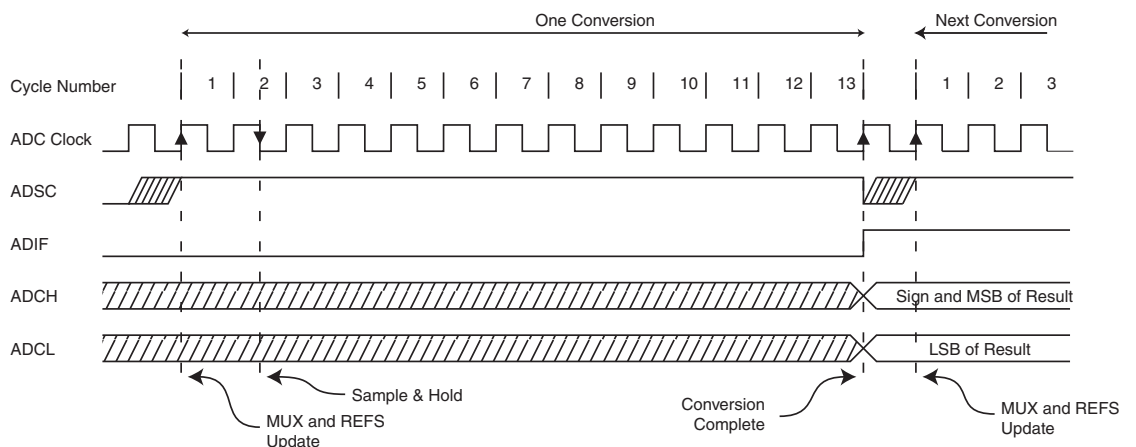 One Conversion
Next Conversion
Cycle Number
1 2 3 4 5 6 7 8 9 10 11 12 13 1 2 3
ADC Clock
ADSC
ADIF
ADCH
Sign and MSB of Result
ADCL
LSB of Result
Sample & Hold
MUX and REFS
Update
Conversion
Complete
MUX and REFS
Update